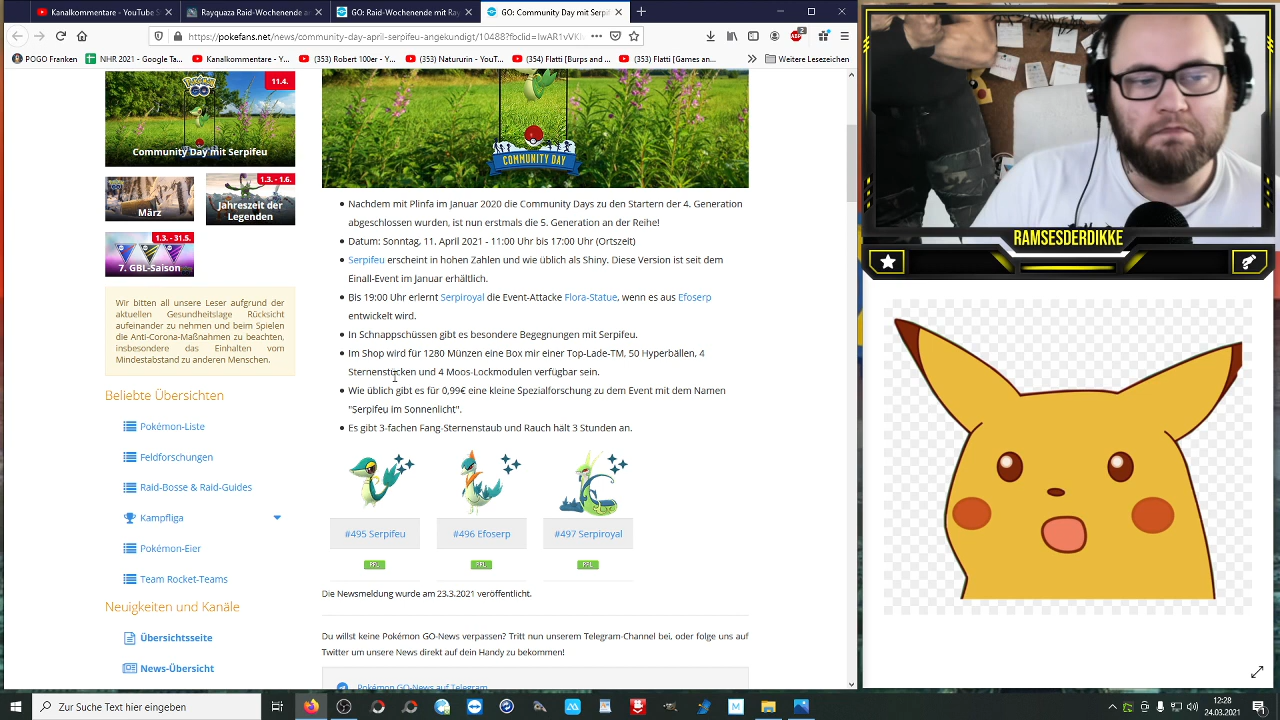 Kanalkommentare - YouTube S
Rayquaza Raid-Wochenende a
GO: Raid-Wochenende mit Ra
GO: Community Day mit Serpi
https://pokefans.net/news/
POGO Franken
NHR 2021 - Google Ta...
Kanalkommentare - Yo...
(353) Robert 100er - Y...
(353) Natururin - YouT...
(354) Flatti [Burps and ...
(353) Flatti [Games an...
Weitere Lesezeichen
11.4.
GO
Community Day mit Serpifeu
März
1.3. - 1.6.
Jahreszeit der
Legenden
1.3. - 31.5.
7. GBL-Saison
Wir bitten all unsere Leser aufgrund der
aktuellen Gesundheitslage Rücksicht
aufeinander zu nehmen und beim Spielen
die Anti-Corona-Maßnahmen zu beachten,
insbesondere das Einhalten vom
Mindestabstand zu anderen Menschen.
Beliebte Übersichten
Pokémon-Liste
Feldforschungen
Raid-Bosse & Raid-Guides
Kampfliga
Pokémon-Eier
Team Rocket-Teams
Neuigkeiten und Kanäle
Übersichtsseite
News-Übersicht
COMMUNITY DAY
Nachdem mit Plinfa im Januar 2020 die Community Days zu den Startern der 4. Generation
abgeschlossen wurden, ist nun erstmals die 5. Generation an der Reihe!
Datum: Sonntag, 11. April 2021 - 11:00 Uhr bis 17:00 Uhr (Ortszeit)
Serpifeu erscheint in hohen Zahlen und wie üblich als Shiny. Diese Version ist seit dem
Einall-Event im Januar erhältlich.
Bis 19:00 Uhr erlernt Serpiroyal die Event-Attacke Flora-Statue, wenn es aus Efoserp
entwickelt wird.
In Schnappschüssen gibt es besondere Begegnungen mit Serpifeu.
Im Shop wird für 1280 Münzen eine Box mit einer Top-Lade-TM, 50 Hyperbällen, 4
Sternenstücken und 4 Moos-Lockmodulen verfügbar sein.
Wie üblich gibt es für 0,99€ eine kleine Spezialforschung zu dem Event mit dem Namen
"Serpifeu im Sonnenlicht".
Es gibt 3-fachen Fang-Sternenstaub und Rauch hält 3 Stunden an.
#495 Serpifeu
#496 Efoserp
#497 Serpiroyal
PFL
PFL
PFL
Die Newsmeldung wurde am 23.3.2021 veröffentlicht.
Du willst keine Pokémon GO-News verpassen? Tritt nun unserem Telegram-Channel bei, oder folge uns auf
Twitter um unsere News direkt auf dein Handy zu bekommen!
Pokémon GO-News auf Telegram
RAMSESDERDIKKE
Zur Suche Text hier eingeben
12:28
24.03.2021